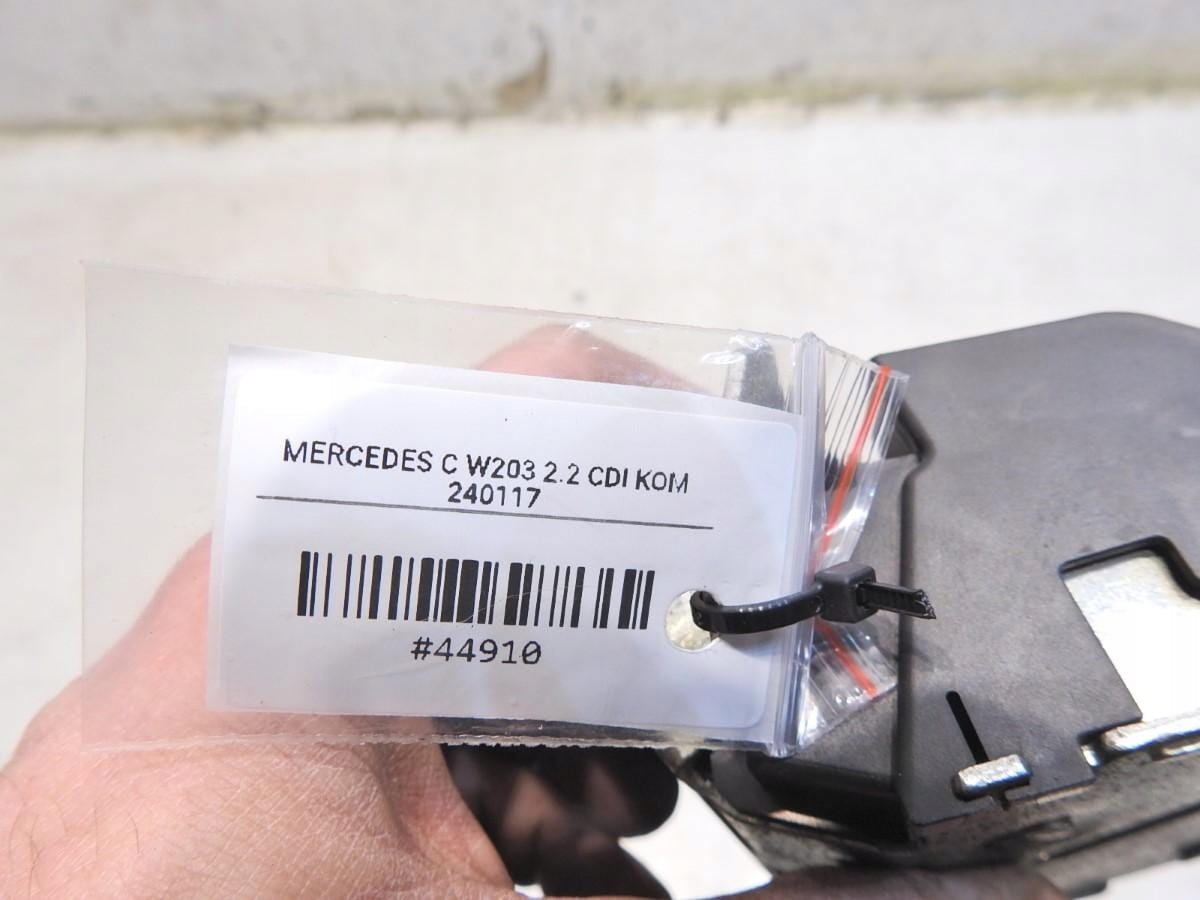 MERCEDES C W203 2.2 CDI KOM
240117
#44910